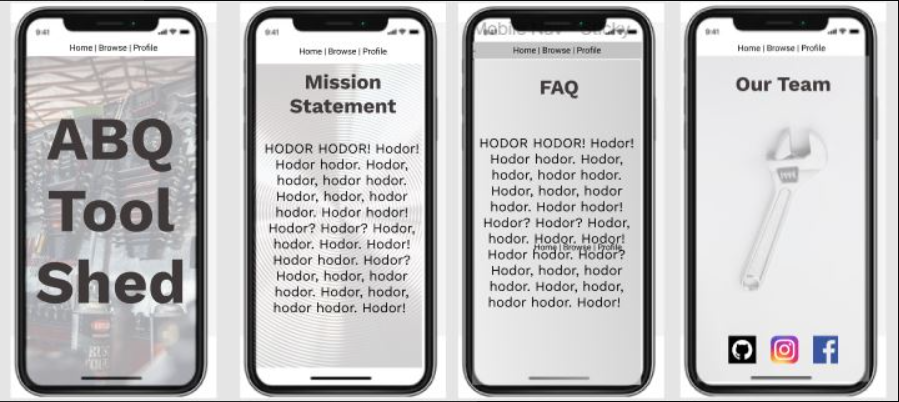 9:41
Home | Browse | Profile
ABQ
Tool
Shed
9:41
Home | Browse | Profile
Mission
Statement
HODOR HODOR! Hodor!
Hodor hodor. Hodor,
hodor, hodor hodor.
Hodor, hodor, hodor
hodor. Hodor hodor!
Hodor? Hodor? Hodor,
hodor. Hodor. Hodor!
Hodor hodor. Hodor?
Hodor, hodor, hodor
hodor. Hodor, hodor,
hodor hodor. Hodor!
Mobile Nav - Sticky
9:41
Home | Browse | Profile
FAQ
HODOR HODOR! Hodor!
Hodor hodor. Hodor,
hodor, hodor hodor.
Hodor, hodor, hodor
hodor. Hodor hodor!
Hodor? Hodor? Hodor,
hodor. Hodor. Hodor!
Home | Browse | Profile
Hodor hodor. Hodor?
Hodor, hodor, hodor
hodor. Hodor, hodor,
hodor hodor. Hodor!
9:41
Home | Browse | Profile
Our Team